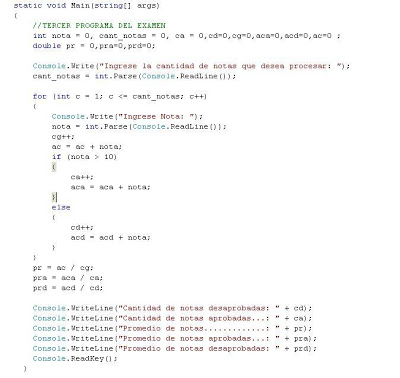 static void Main(string[] args)
{
//TERCER PROGRAMA DEL EXAMEN
int nota = 0, cant_notas = 0, ca = 0,cd=0,cg=0,aca=0,acd=0,ac=0 ;
double pr = 0,pra=0,prd=0;
Console.Write("Ingrese la cantidad de notas que desea procesar: ");
cant_notas = int.Parse(Console.ReadLine());
for (int c = 1; c <= cant_notas; c++)
{
Console.Write("Ingrese Nota: ");
nota = int.Parse(Console.ReadLine());
cg++;
ac = ac + nota;
if (nota > 10)
{
ca++;
aca = aca + nota;
}
else
{
cd++;
acd = acd + nota;
}
}
pr = ac / cg;
pra = aca / ca;
prd = acd / cd;
Console.WriteLine("Cantidad de notas desaprobadas: " + cd);
Console.WriteLine("Cantidad de notas aprobadas...: " + ca);
Console.WriteLine("Promedio de notas.............: " + pr);
Console.WriteLine("Promedio de notas aprobadas...: " + pra);
Console.WriteLine("Promedio de notas desaprobadas: " + prd);
Console.ReadKey();
}